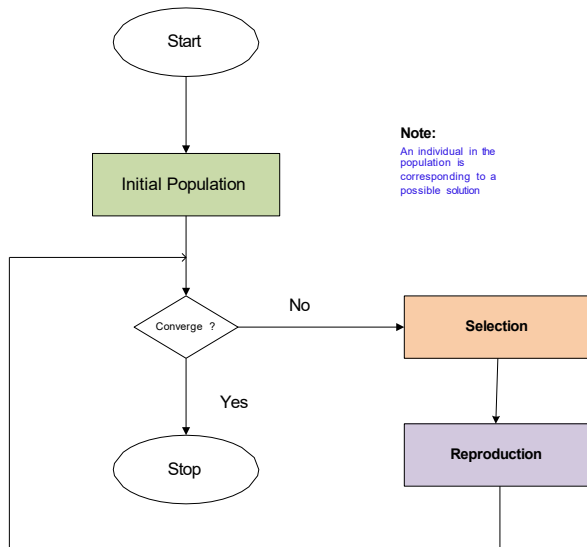 Start
Initial Population
Note:
An individual in the
population is
corresponding to a
possible solution
Converge ?
No
Selection
Yes
Reproduction
Stop